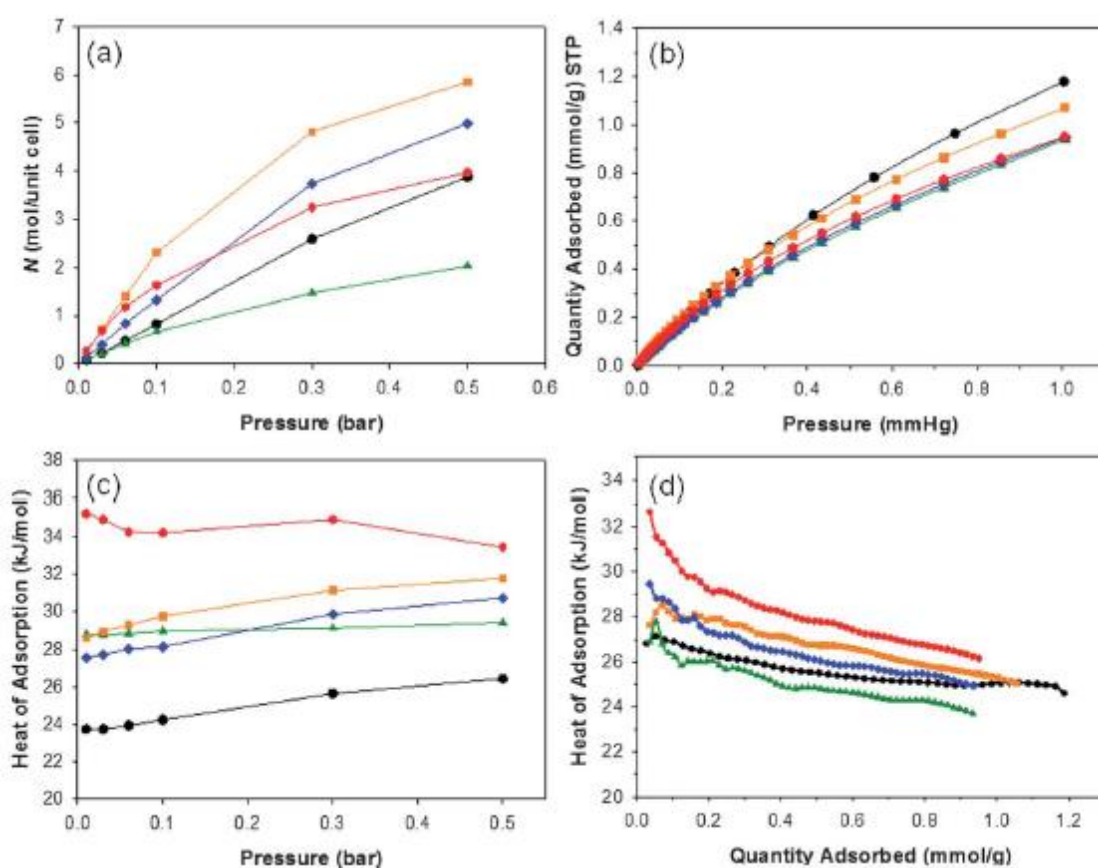 (a)
7
6
5
4
3
2
1
0
0.0 0.1 0.2 0.3 0.4 0.5 0.6
N (mol/unit cell)
Pressure (bar)
(b)
1.4
1.2
1.0
0.8
0.6
0.4
0.2
0.0
0.0 0.2 0.4 0.6 0.8 1.0
Quantiy Adsorbed (mmol/g) STP
Pressure (mmHg)
(c)
38
36
34
32
30
28
26
24
22
20
0.0 0.1 0.2 0.3 0.4 0.5
Heat of Adsorption (kJ/mol)
Pressure (bar)
(d)
34
32
30
28
26
24
22
20
0.0 0.2 0.4 0.6 0.8 1.0 1.2
Heat of Adsorption (kJ/moll)
Quantity Adsorbed (mmol/g)